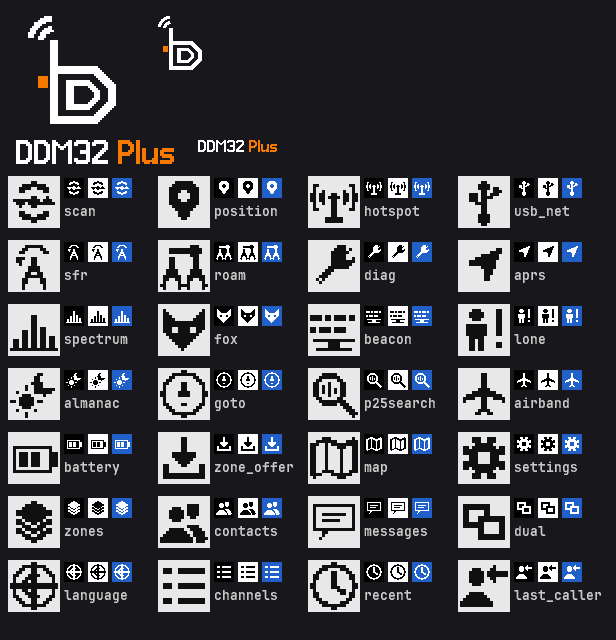 DDM32 Plus DDM32 Plus
scan position hotspot usb_net
sfr roam diag aprs
spectrum fox beacon lone
almanac goto p25search airband
battery zone_offer map settings
zones contacts messages dual
language channels recent last_caller